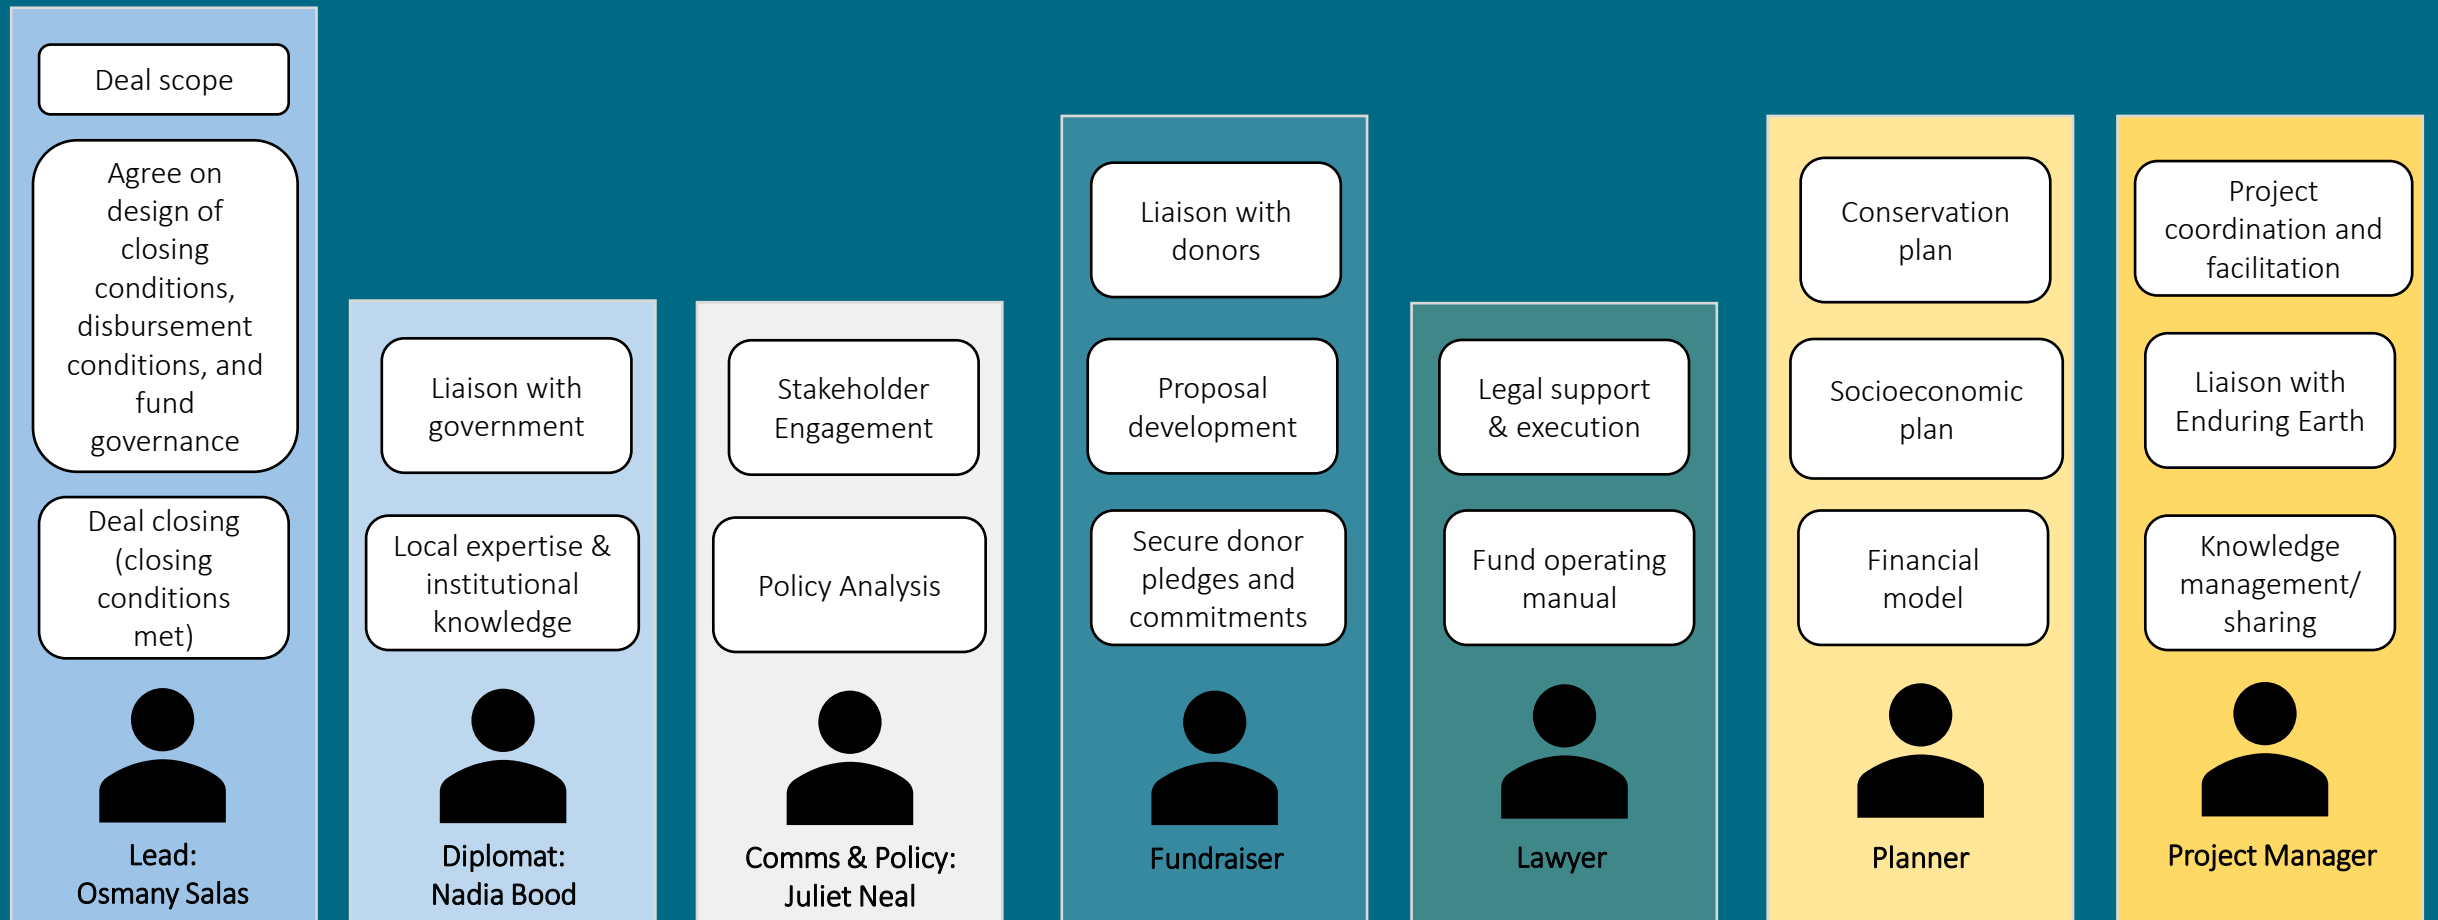 Deal scope
Agree on
design of
closing
conditions,
disbursement
conditions, and
fund
governance
Deal closing
(closing
conditions
met)
Lead:
Osmany Salas
Liaison with
government
Local expertise &
institutional
knowledge
Diplomat:
Nadia Bood
Stakeholder
Engagement
Policy Analysis
Comms & Policy:
Juliet Neal
Liaison with
donors
Proposal
development
Secure donor
pledges and
commitments
Fundraiser
Legal support
& execution
Fund operating
manual
Lawyer
Conservation
plan
Socioeconomic
plan
Financial
model
Planner
Project
coordination and
facilitation
Liaison with
Enduring Earth
Knowledge
management/
sharing
Project Manager